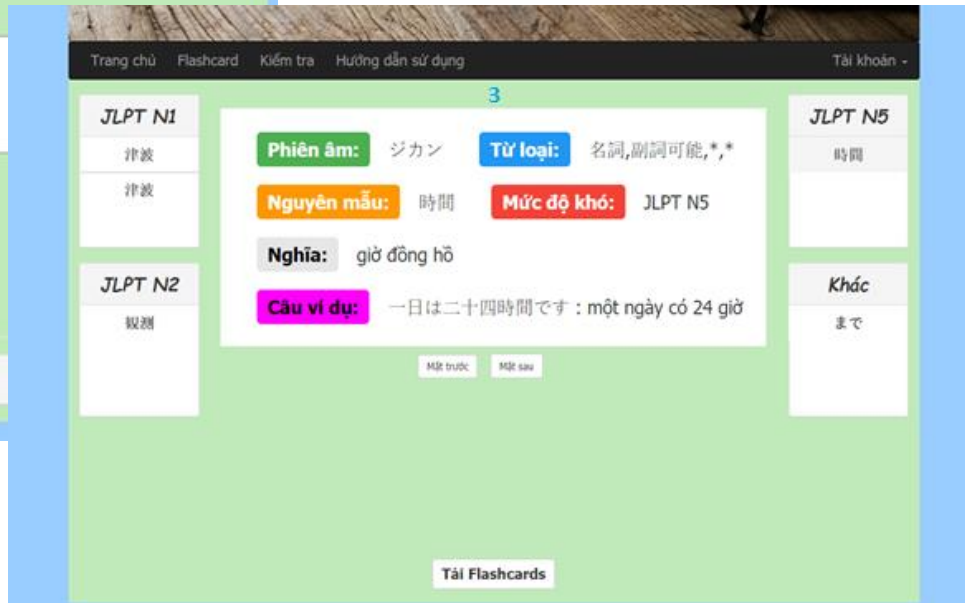 Trang chủ Flashcard Kiểm tra Hướng dẫn sử dụng Tài khoản
3
JLPT N1
津波
津波
JLPT N2
観測
Phiên âm: ジカン Từ loại: 名詞,副詞可能,*,*
Nguyên mẫu: 時間 Mức độ khó: JLPT N5
Nghĩa: giờ đồng hồ
Câu ví dụ: 一日は二十四時間です : một ngày có 24 giờ
Mặt trước Mặt sau
JLPT N5
時間
Khác
まで
Tải Flashcards